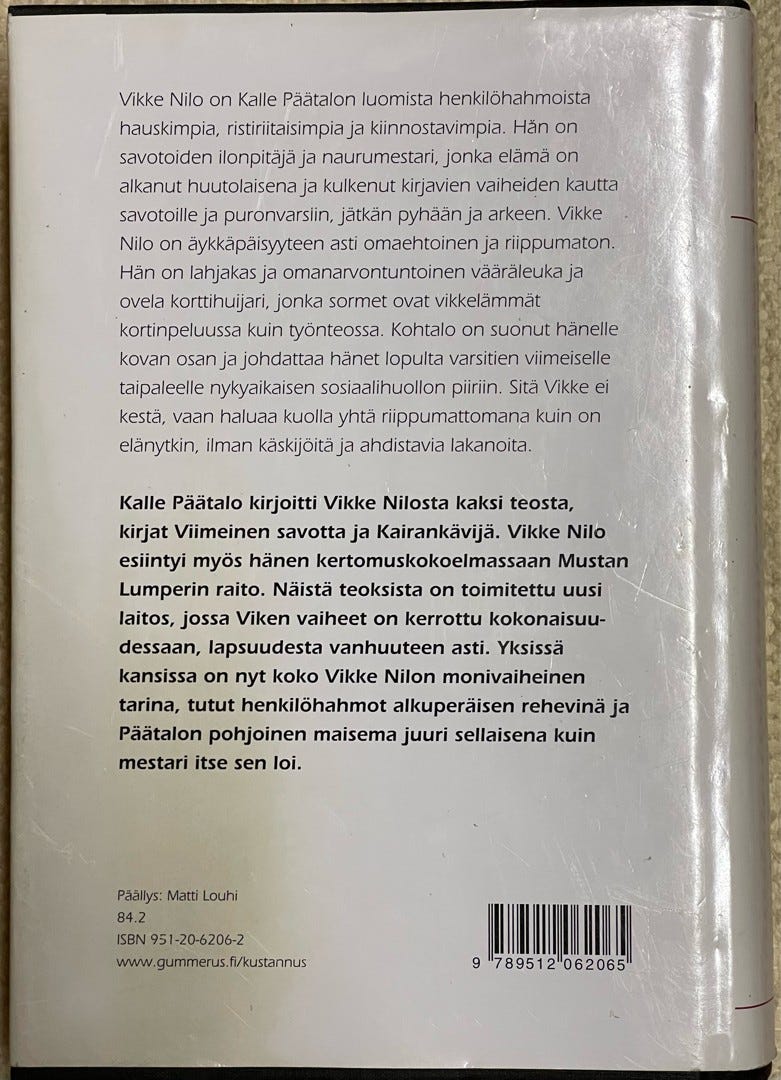 Vikke Nilo on Kalle Päätalon luomista henkilöhahmoista
hauskimpia, ristiriitaisimpia ja kiinnostavimpia. Hän on
savotoiden ilonpitäjä ja naurumestari, jonka elämä on
alkanut huutolaisena ja kulkenut kirjavien vaiheiden kautta
savotoille ja puronvarsiin, jätkän pyhään ja arkeen. Vikke
Nilo on äykkäpäisyyteen asti omaehtoinen ja riippumaton.
Hän on lahjakas ja omanarvontuntoinen vääräleuka ja
ovela korttihuijari, jonka sormet ovat vikkelämmät
kortinpeluussa kuin työnteossa. Kohtalo on suonut hänelle
kovan osan ja johdattaa hänet lopulta varsitien viimeiselle
taipaleelle nykyaikaisen sosiaalihuollon piiriin. Sitä Vikke ei
kestä, vaan haluaa kuolla yhtä riippumattomana kuin on
elänytkin, ilman käskijöitä ja ahdistavia lakanoita.
Kalle Päätalo kirjoitti Vikke Nilosta kaksi teosta,
kirjat Viimeinen savotta ja Kairankävijä. Vikke Nilo
esiintyi myös hänen kertomuskokoelmassaan Mustan
Lumperin raito. Näistä teoksista on toimitettu uusi
laitos, jossa Viken vaiheet on kerrottu kokonaisuu-
dessaan, lapsuudesta vanhuuteen asti. Yksissä
kansissa on nyt koko Vikke Nilon monivaiheinen
tarina, tutut henkilöhahmot alkuperäisen rehevinä ja
Päätalon pohjoinen maisema juuri sellaisena kuin
mestari itse sen loi.
Päällys: Matti Louhi
84.2
ISBN 951-20-6206-2
www.gummerus.fi/kustannus
9 789512 062065